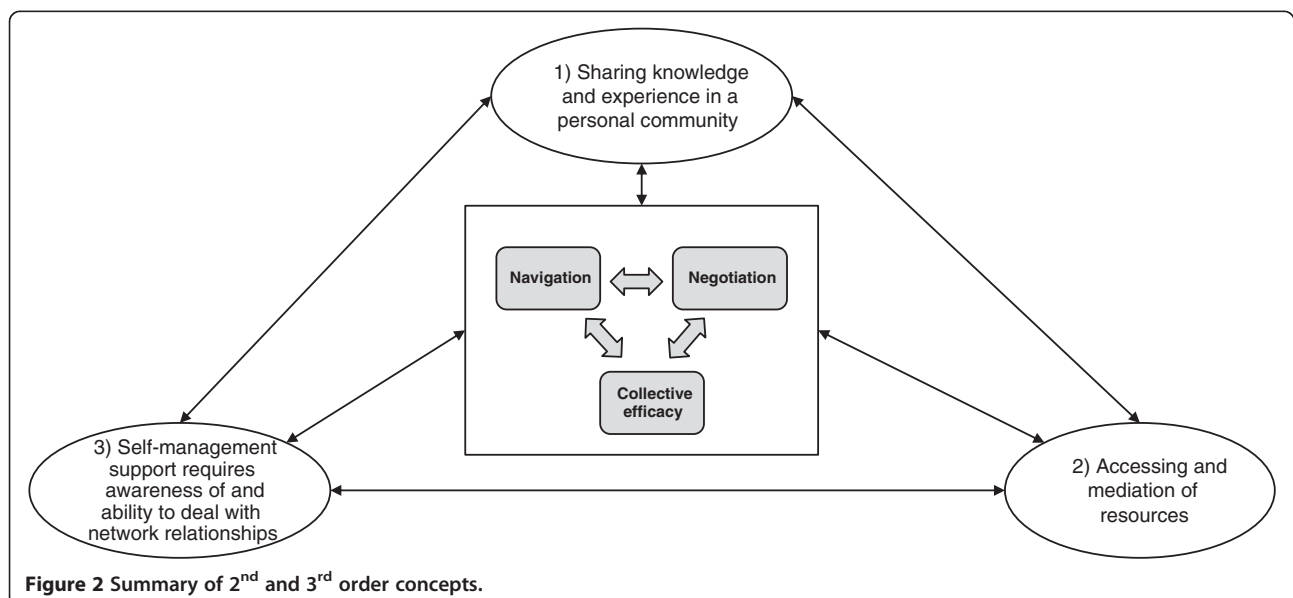 1) Sharing knowledge
and experience in a
personal community
Navigation
Negotiation
Collective
efficacy
3) Self-management
support requires
awareness of and
ability to deal with
network relationships
2) Accessing and
mediation of
resources
Figure 2 Summary of 2nd and 3rd order concepts.